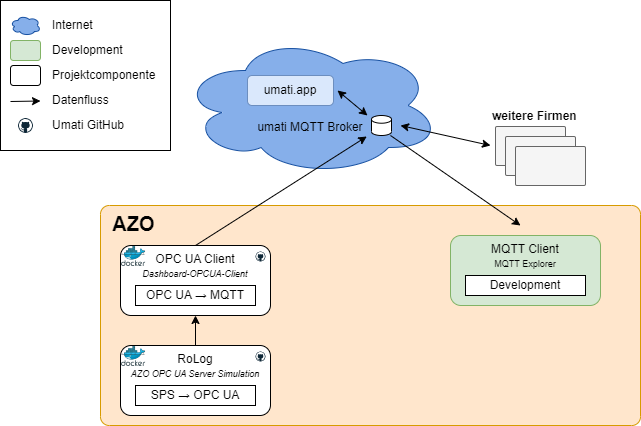 Internet
Development
Projektcomponente
Datenfluss
Umati GitHub
umati.app
umati MQTT Broker
weitere Firmen
AZO
docker
OPC UA Client
Dashboard-OPCUA-Client
OPC UA → MQTT
MQTT Client
MQTT Explorer
Development
docker
RoLog
AZO OPC UA Server Simulation
SPS → OPC UA